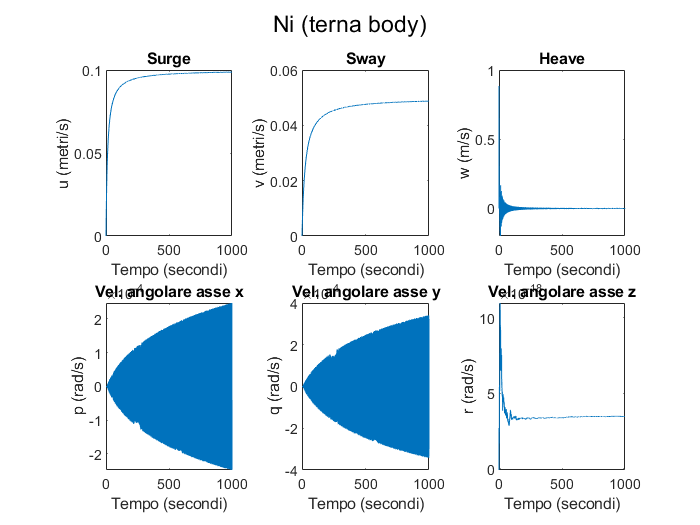 Ni (terna body)
Surge
Sway
Heave
0.1
0.05
0
u (metri/s)
0 500 1000
Tempo (secondi)
0.06
0.04
0.02
0
v (metri/s)
0 500 1000
Tempo (secondi)
1
0.5
0
w (m/s)
0 500 1000
Tempo (secondi)
Vel. angolare asse x
Vel. angolare asse y
Vel. angolare asse z
2
1
0
-1
-2
p (rad/s)
0 500 1000
Tempo (secondi)
4
2
0
-2
-4
q (rad/s)
0 500 1000
Tempo (secondi)
10
5
0
r (rad/s)
0 500 1000
Tempo (secondi)